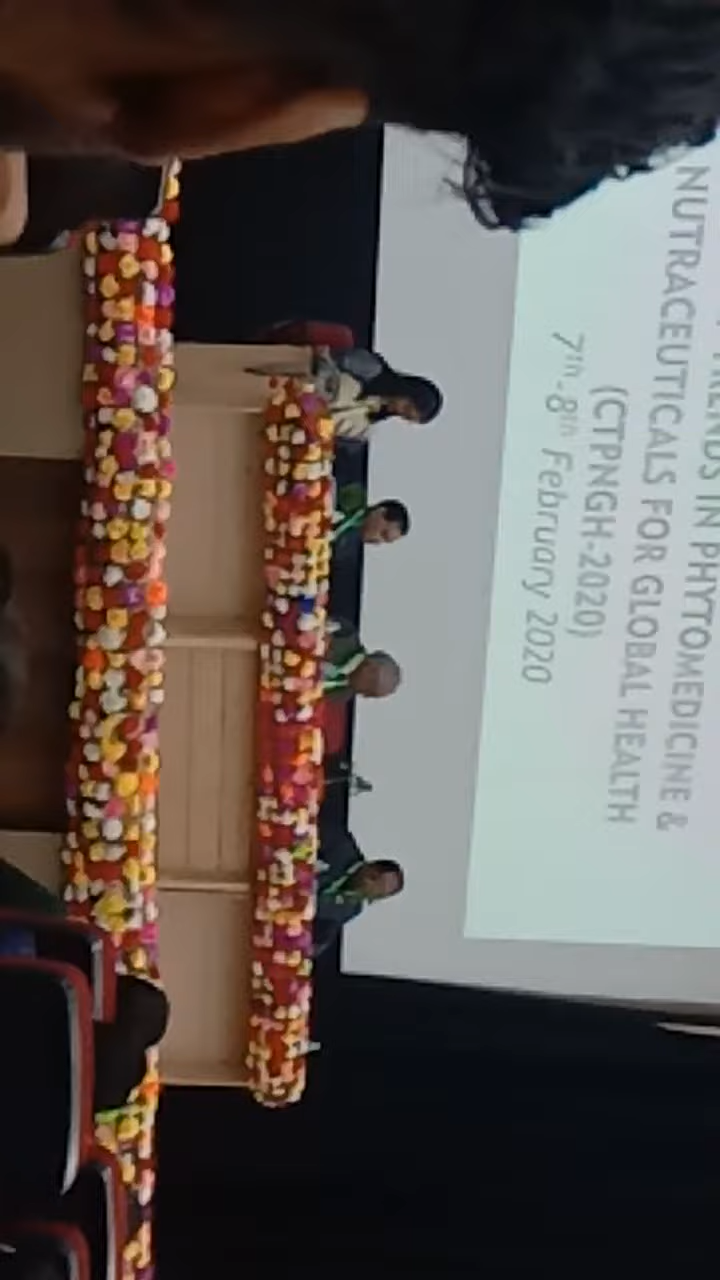 TRENDS IN PHYTOMEDICINE &
NUTRACEUTICALS FOR GLOBAL HEALTH
(CTPNGH-2020)
7th-8th February 2020